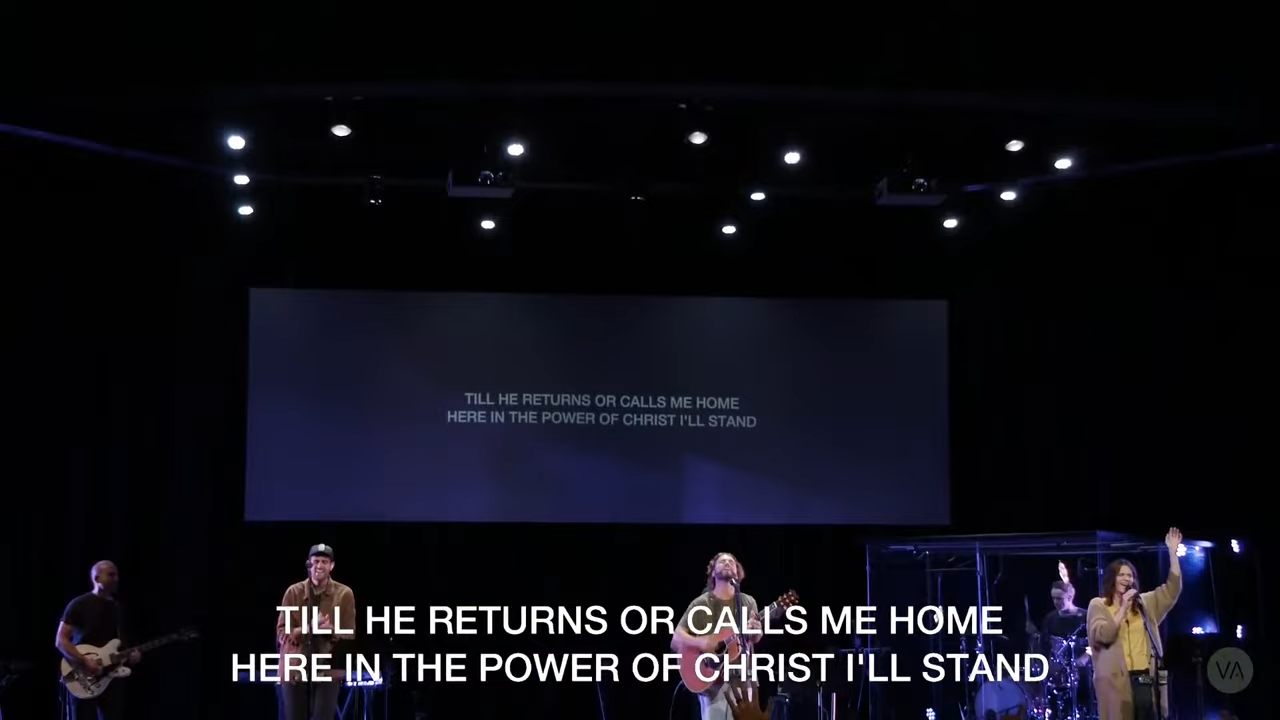 TILL HE RETURNS OR CALLS ME HOME
HERE IN THE POWER OF CHRIST I'LL STAND
TILL HE RETURNS OR CALLS ME HOME
HERE IN THE POWER OF CHRIST I'LL STAND
VA